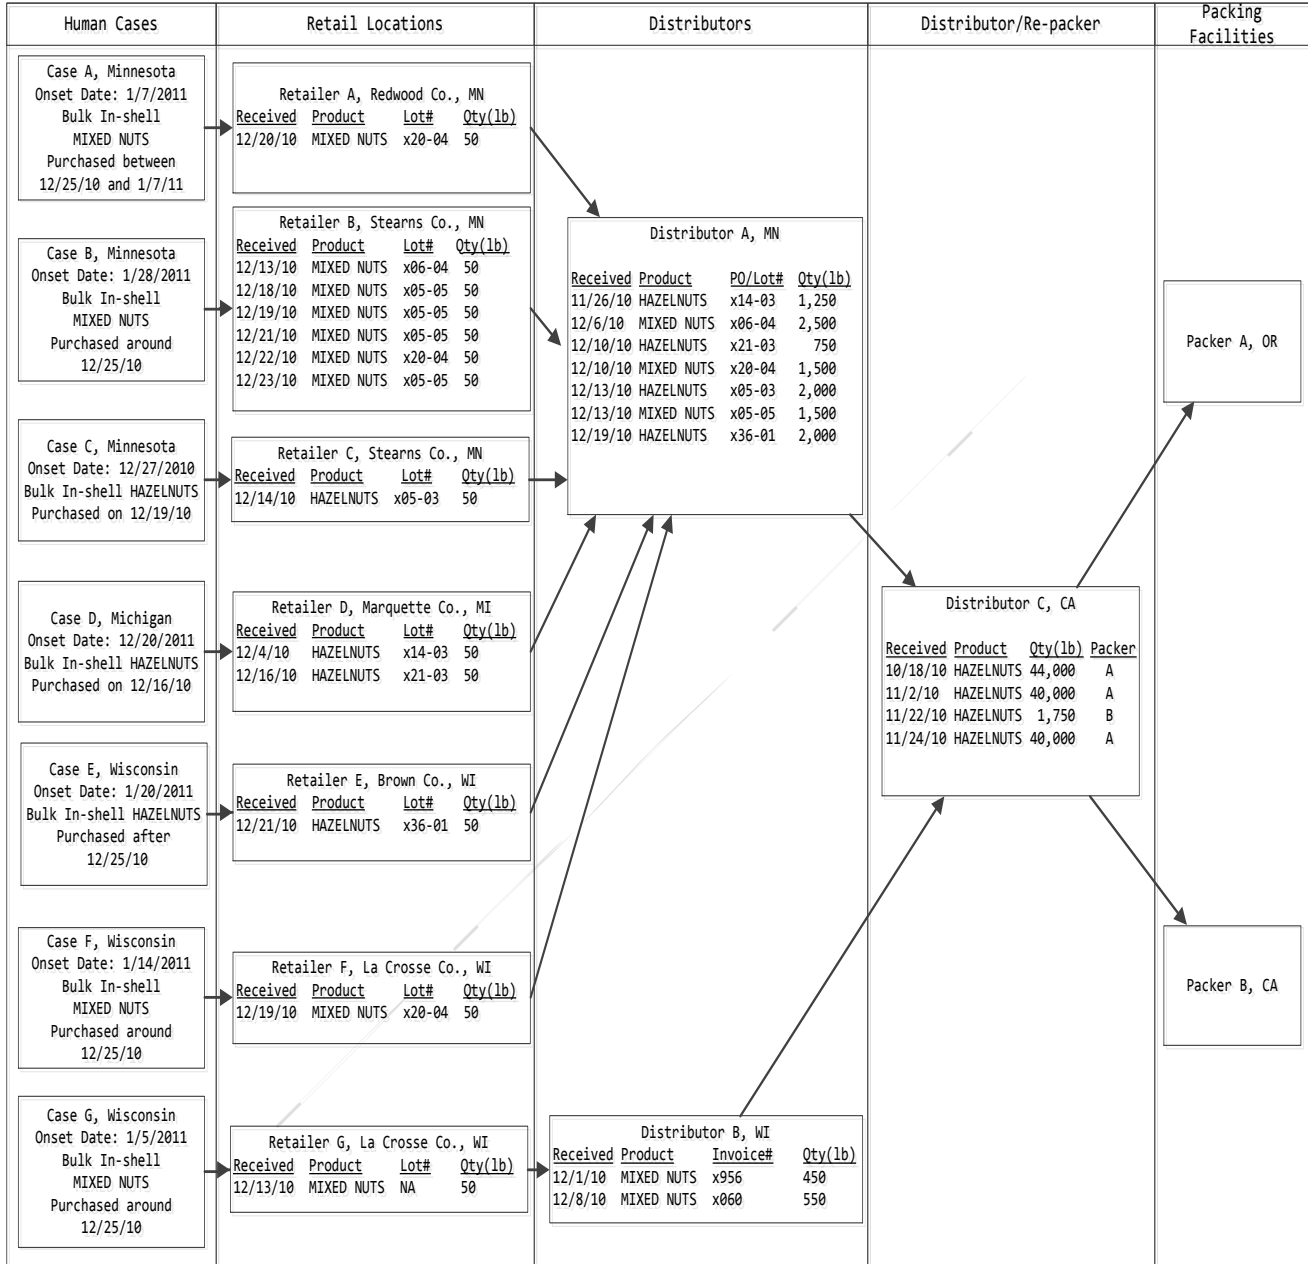 Human Cases
Retail Locations
Distributors
Distributor/Re-packer
Packing
Facilities
Case A, Minnesota
Onset Date: 1/7/2011
Bulk In-shell
MIXED NUTS
Purchased between
12/25/10 and 1/7/11
Case B, Minnesota
Onset Date: 1/28/2011
Bulk In-shell
MIXED NUTS
Purchased around
12/25/10
Case C, Minnesota
Onset Date: 12/27/2010
Bulk In-shell HAZELNUTS
Purchased on 12/19/10
Case D, Michigan
Onset Date: 12/20/2011
Bulk In-shell HAZELNUTS
Purchased on 12/16/10
Case E, Wisconsin
Onset Date: 1/20/2011
Bulk In-shell HAZELNUTS
Purchased after
12/25/10
Case F, Wisconsin
Onset Date: 1/14/2011
Bulk In-shell
MIXED NUTS
Purchased around
12/25/10
Case G, Wisconsin
Onset Date: 1/5/2011
Bulk In-shell
MIXED NUTS
Purchased around
12/25/10
Retailer A, Redwood Co., MN
Received Product Lot# Qty(lb)
12/20/10 MIXED NUTS x20-04 50
Retailer B, Stearns Co., MN
Received Product Lot# Qty(lb)
12/13/10 MIXED NUTS x06-04 50
12/18/10 MIXED NUTS x05-05 50
12/19/10 MIXED NUTS x05-05 50
12/21/10 MIXED NUTS x05-05 50
12/22/10 MIXED NUTS x20-04 50
12/23/10 MIXED NUTS x05-05 50
Retailer C, Stearns Co., MN
Received Product Lot# Qty(lb)
12/14/10 HAZELNUTS x05-03 50
Retailer D, Marquette Co., MI
Received Product Lot# Qty(lb)
12/4/10 HAZELNUTS x14-03 50
12/16/10 HAZELNUTS x21-03 50
Retailer E, Brown Co., WI
Received Product Lot# Qty(lb)
12/21/10 HAZELNUTS x36-01 50
Retailer F, La Crosse Co., WI
Received Product Lot# Qty(lb)
12/19/10 MIXED NUTS x20-04 50
Retailer G, La Crosse Co., WI
Received Product Lot# Qty(lb)
12/13/10 MIXED NUTS NA 50
Distributor A, MN
Received Product PO/Lot# Qty(lb)
11/26/10 HAZELNUTS x14-03 1,250
12/6/10 MIXED NUTS x06-04 2,500
12/10/10 HAZELNUTS x21-03 750
12/10/10 MIXED NUTS x20-04 1,500
12/13/10 HAZELNUTS x05-03 2,000
12/13/10 MIXED NUTS x05-05 1,500
12/19/10 HAZELNUTS x36-01 2,000
Distributor B, WI
Received Product Invoice# Qty(lb)
12/1/10 MIXED NUTS x956 450
12/8/10 MIXED NUTS x060 550
Distributor C, CA
Received Product Qty(lb) Packer
10/18/10 HAZELNUTS 44,000 A
11/2/10 HAZELNUTS 40,000 A
11/22/10 HAZELNUTS 1,750 B
11/24/10 HAZELNUTS 40,000 A
Packer A, OR
Packer B, CA